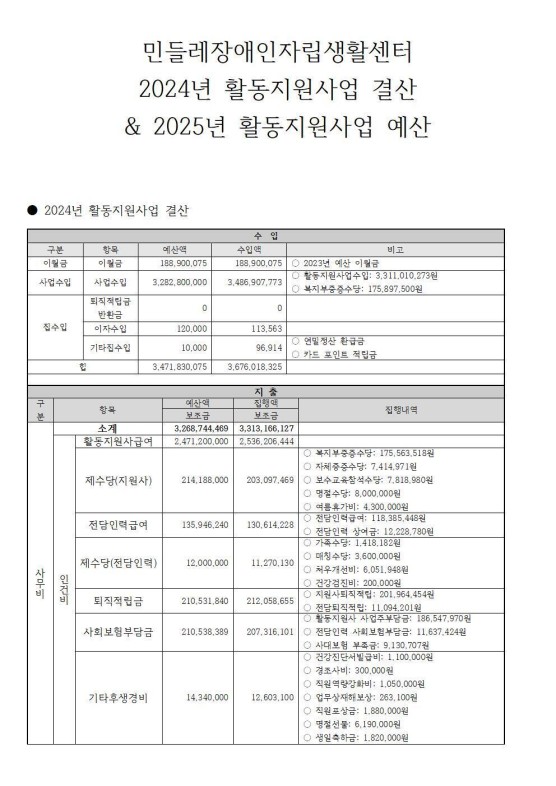 민들레장애인자립생활센터
2024년 활동지원사업 결산
& 2025년 활동지원사업 예산
● 2024년 활동지원사업 결산
수 입
구분 항목 예산액 수입액 비고
이월금 이월금 188,900,075 188,900,075 ○ 2023년 예산 이월금
사업수입 사업수입 3,282,800,000 3,486,907,773 ○ 활동지원사업수입: 3,311,010,273원
○ 복지부중증수당: 175,897,500원
잡수입 퇴직적립금 반환금 0 0
이자수입 120,000 113,563
기타잡수입 10,000 96,914 ○ 연말정산 환급금
○ 카드 포인트 적립금
합 3,471,830,075 3,676,018,325
지 출
구분 항목 예산액 집행액 집행내역
보조금 보조금
소계 3,268,744,469 3,313,166,127
사무비 인건비 활동지원사급여 2,471,200,000 2,536,206,444
제수당(지원사) 214,188,000 203,097,469 ○ 복지부중증수당: 175,563,518원
○ 자체중증수당: 7,414,971원
○ 보수교육참석수당: 7,818,980원
○ 명절수당: 8,000,000원
○ 여름휴가비: 4,300,000원
전담인력급여 135,946,240 130,614,228 ○ 전담인력급여: 118,385,448원
○ 전담인력 상여금: 12,228,780원
제수당(전담인력) 12,000,000 11,270,130 ○ 가족수당: 1,418,182원
○ 매칭수당: 3,600,000원
○ 처우개선비: 6,051,948원
○ 건강검진비: 200,000원
퇴직적립금 210,531,840 212,058,655 ○ 지원사퇴직적립: 201,964,454원
○ 전담퇴직적립: 11,094,201원
사회보험부담금 210,538,389 207,316,101 ○ 활동지원사 사업주부담금: 186,547,970원
○ 전담인력 사회보험부담금: 11,637,424원
○ 사대보험 부족금: 9,130,707원
기타후생경비 14,340,000 12,603,100 ○ 건강진단서발급비: 1,100,000원
○ 경조사비: 300,000원
○ 직원역량강화비: 1,050,000원
○ 업무상재해보상: 263,100원
○ 직원포상금: 1,880,000원
○ 명절선물: 6,190,000원
○ 생일축하금: 1,820,000원